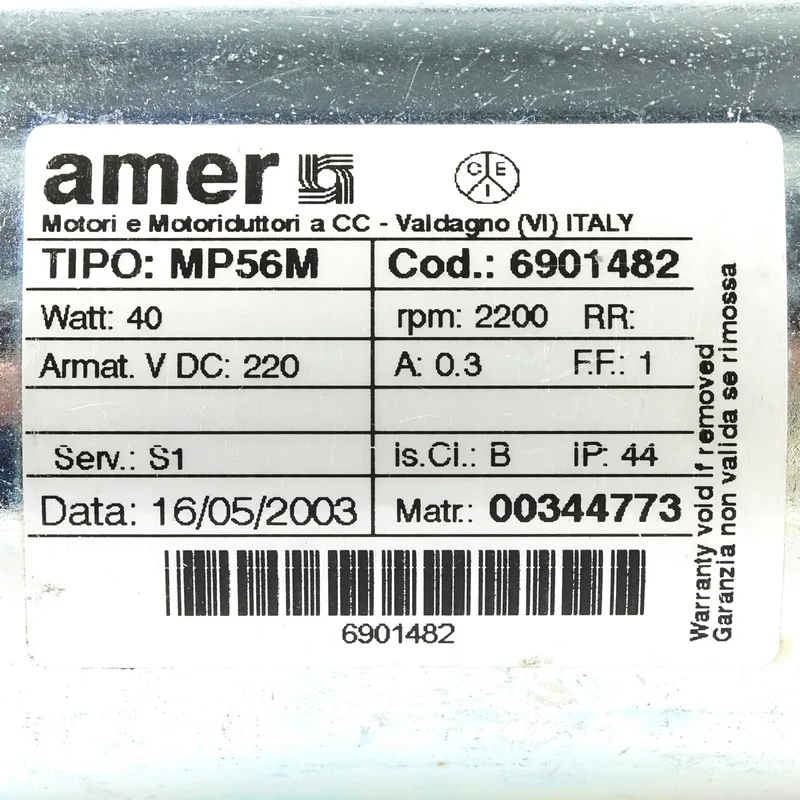 amer
C E I
Motori e Motoriduttori a CC - Valdagno (VI) ITALY
TIPO: MP56M Cod.: 6901482
Watt: 40 rpm: 2200 RR:
Armat. V DC: 220 A: 0.3 F.F.: 1
Serv.: S1 is.Cl.: B iP: 44
Data: 16/05/2003 Matr.: 00344773
6901482
Warranty void if removed
Garanzia non valida se rimossa